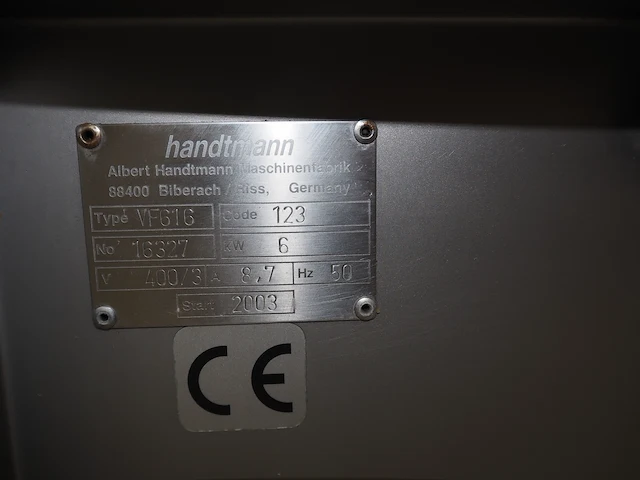 handtmann
Albert Handtmann Maschinenfabrik
88400 Biberach / Riss, Germany
Type VF616 Code 123
No 16327 kW 6
V 400/3 A 8,7 Hz 50
Start 2003
CE